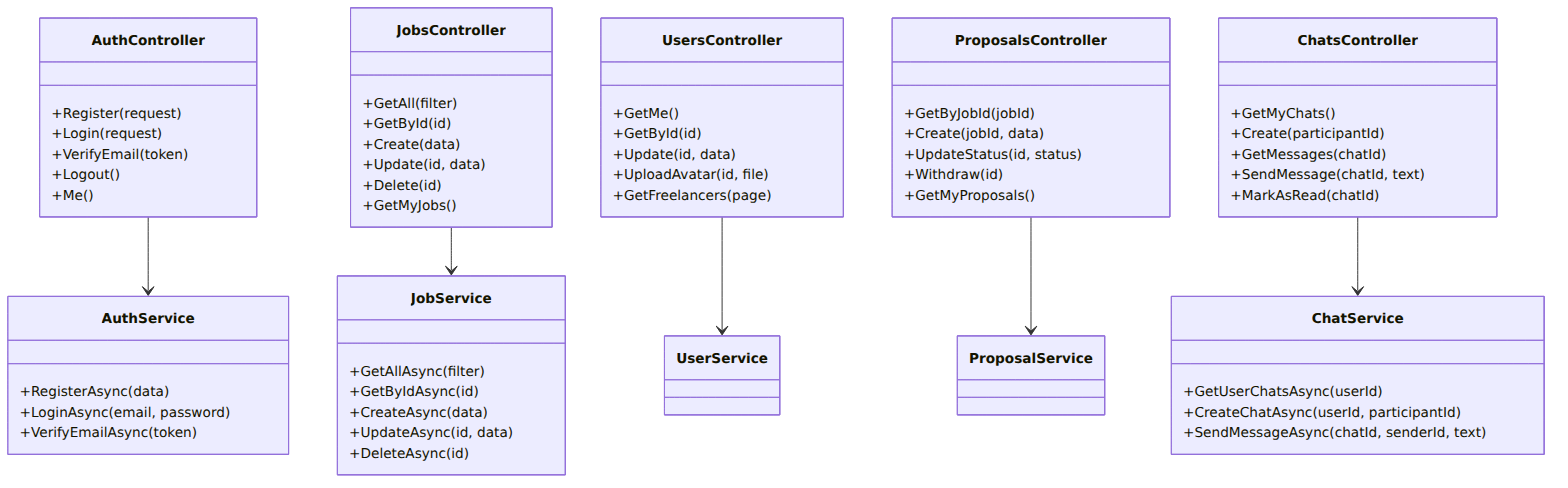 AuthController
+Register(request)
+Login(request)
+VerifyEmail(token)
+Logout()
+Me()
JobsController
+GetAll(filter)
+GetById(id)
+Create(data)
+Update(id, data)
+Delete(id)
+GetMyJobs()
UsersController
+GetMe()
+GetById(id)
+Update(id, data)
+UploadAvatar(id, file)
+GetFreelancers(page)
ProposalsController
+GetByJobId(jobId)
+Create(jobId, data)
+UpdateStatus(id, status)
+Withdraw(id)
+GetMyProposals()
ChatsController
+GetMyChats()
+Create(participantId)
+GetMessages(chatId)
+SendMessage(chatId, text)
+MarkAsRead(chatId)
AuthService
+RegisterAsync(data)
+LoginAsync(email, password)
+VerifyEmailAsync(token)
JobService
+GetAllAsync(filter)
+GetByIdAsync(id)
+CreateAsync(data)
+UpdateAsync(id, data)
+DeleteAsync(id)
UserService
ProposalService
ChatService
+GetUserChatsAsync(userId)
+CreateChatAsync(userId, participantId)
+SendMessageAsync(chatId, senderId, text)